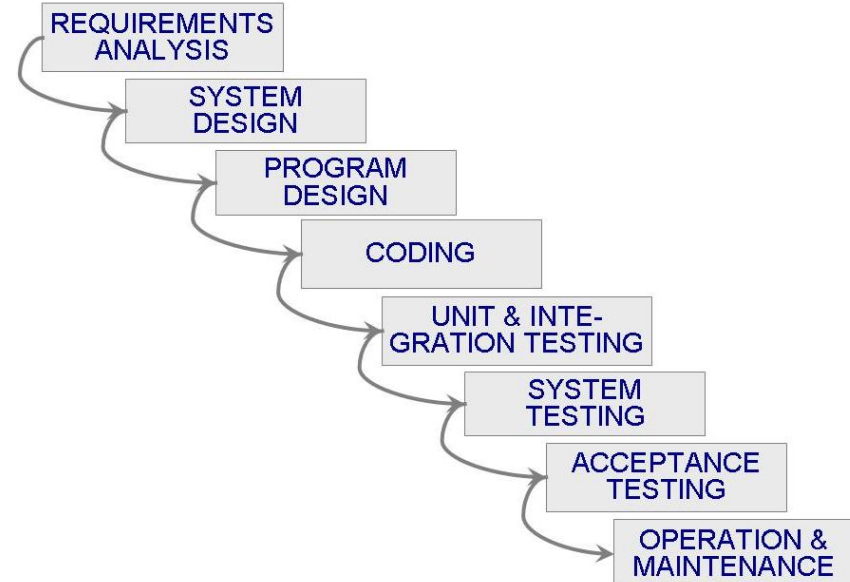 REQUIREMENTS
ANALYSIS
SYSTEM
DESIGN
PROGRAM
DESIGN
CODING
UNIT & INTE-
GRATION TESTING
SYSTEM
TESTING
ACCEPTANCE
TESTING
OPERATION &
MAINTENANCE